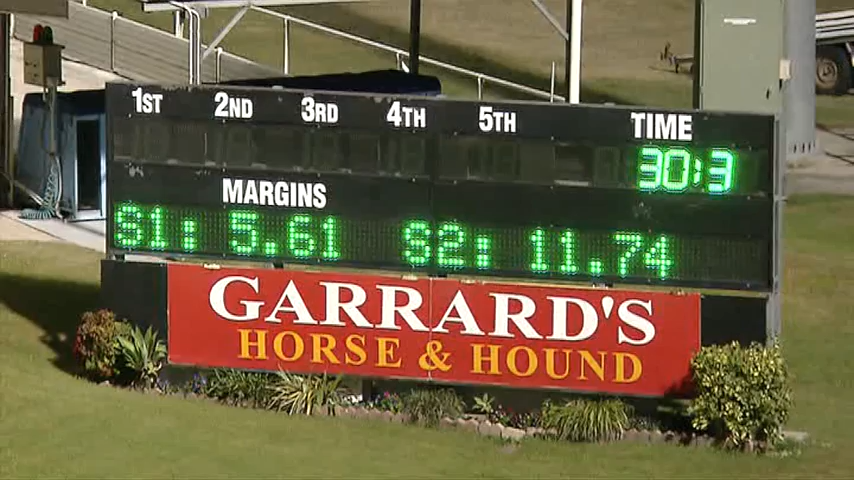 1ST 2ND 3RD 4TH 5TH TIME
30:3
MARGINS
S1: 5.61 S2: 11.74
GARRARD'S
HORSE & HOUND